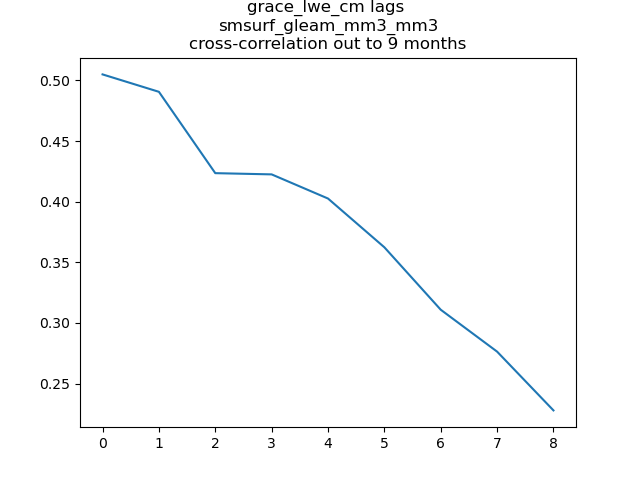 grace_lwe_cm lags
smsurf_gleam_mm3_mm3
cross-correlation out to 9 months
0.50
0.45
0.40
0.35
0.30
0.25
0 1 2 3 4 5 6 7 8